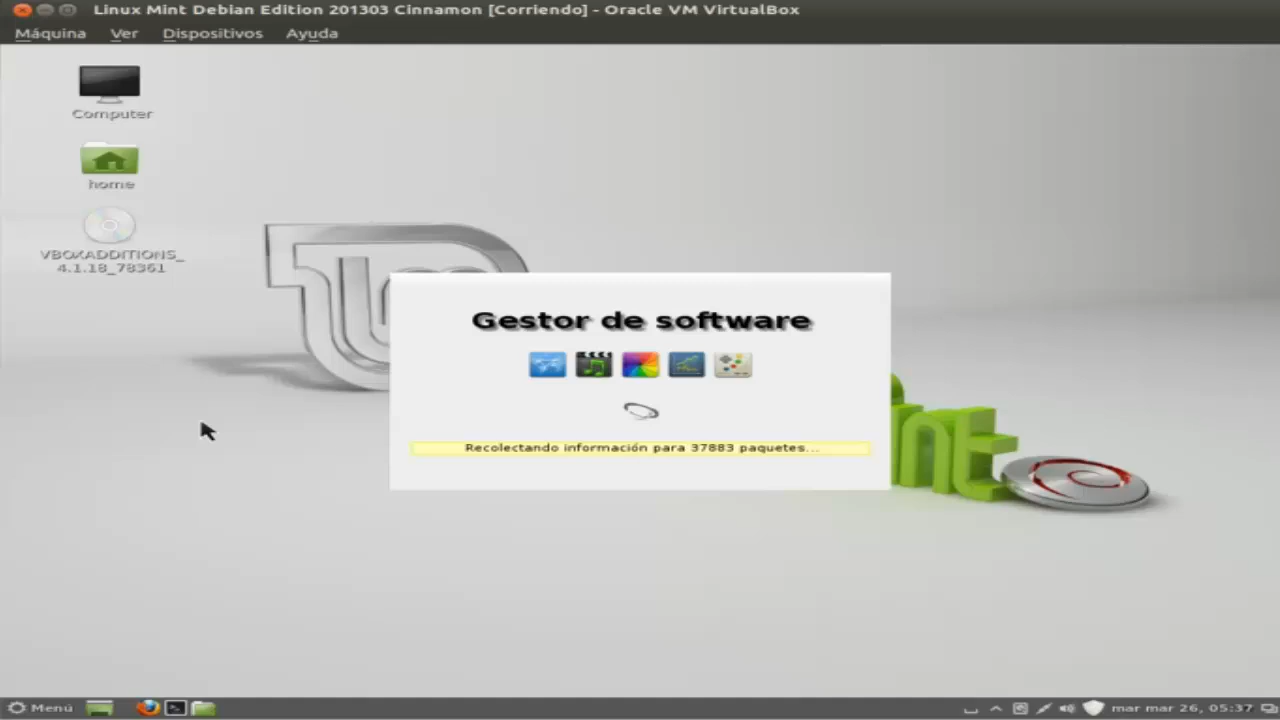 Linux Mint Debian Edition 201303 Cinnamon [Corriendo] - Oracle VM VirtualBox
Máquina Ver Dispositivos Ayuda
Computer
home
VBOXADDITIONS_
4.1.18_78361
Gestor de software
Recolectando información para 37883 paquetes...
Menú
mar mar 26, 05:37